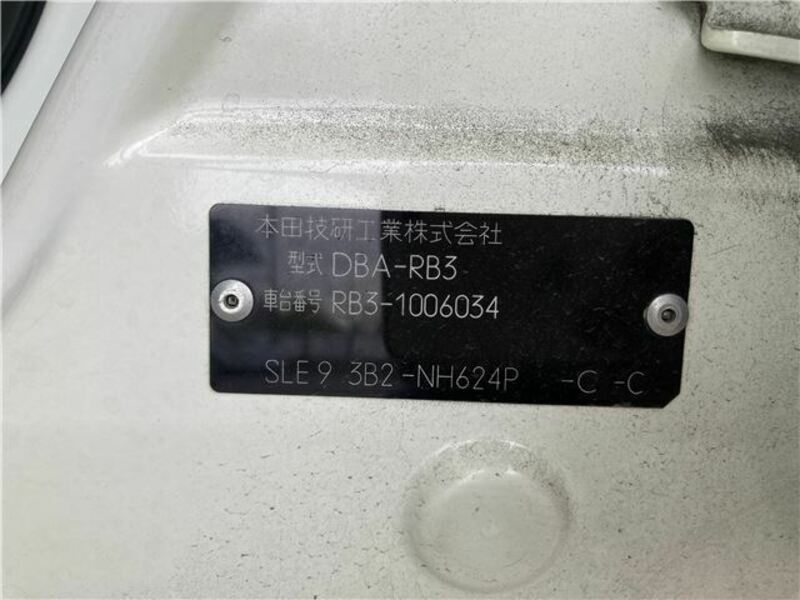 本田技研工業株式会社
型式 DBA-RB3
車台番号 RB3-1006034
SLE9 3B2-NH624P -C -C